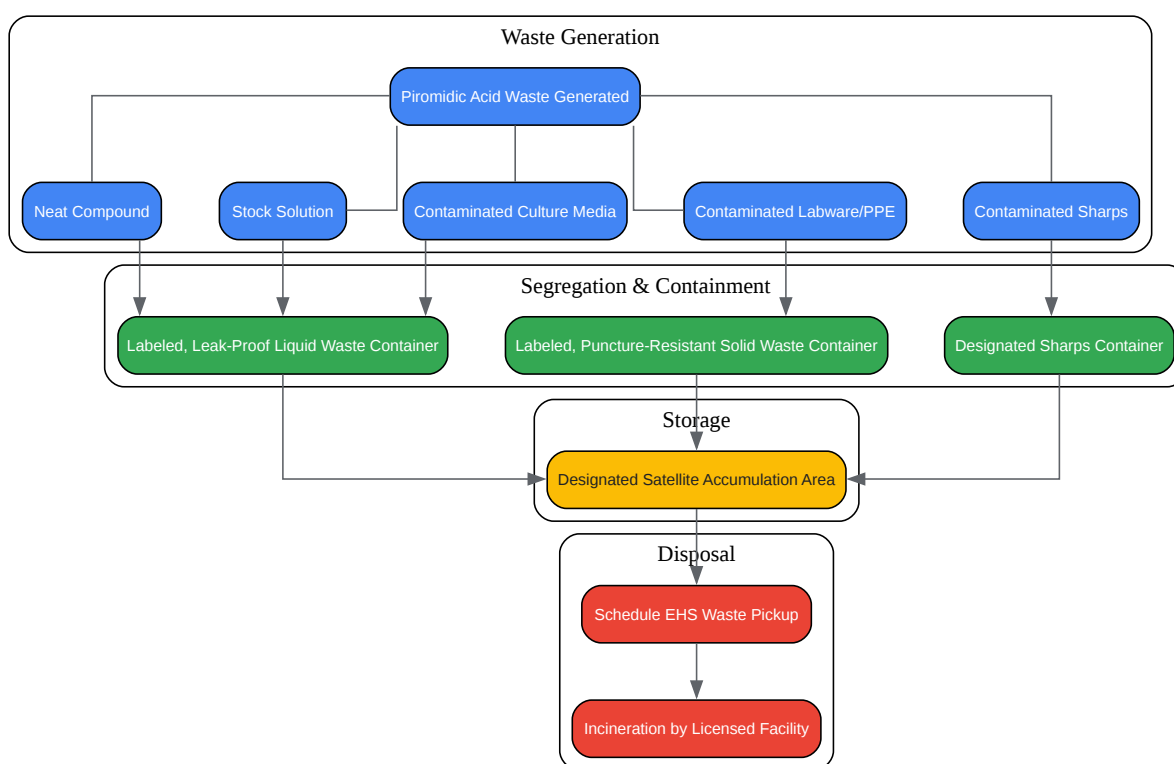 Waste Generation
Piromidic Acid Waste Generated
Neat Compound
Stock Solution
Contaminated Culture Media
Contaminated Labware/PPE
Contaminated Sharps
Segregation & Containment
Labeled, Leak-Proof Liquid Waste Container
Labeled, Puncture-Resistant Solid Waste Container
Designated Sharps Container
Storage
Designated Satellite Accumulation Area
Disposal
Schedule EHS Waste Pickup
Incineration by Licensed Facility